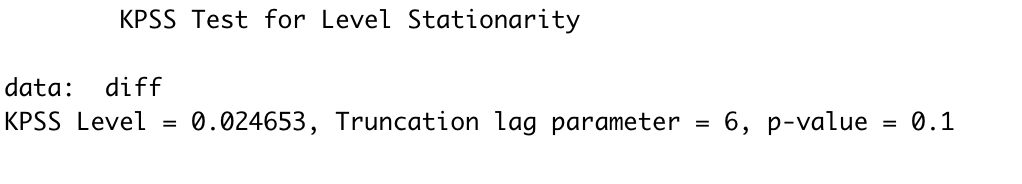 KPSS Test for Level Stationarity
data:  diff
KPSS Level = 0.024653, Truncation lag parameter = 6, p-value = 0.1